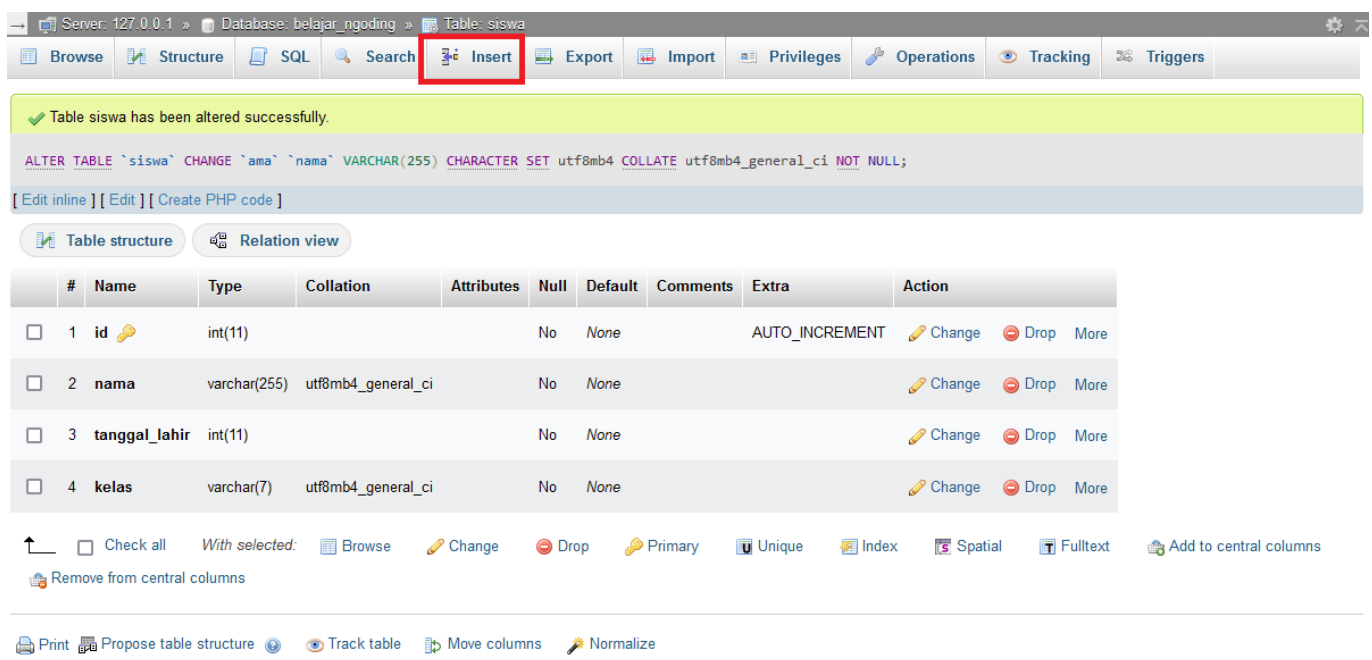 Server: 127.0.0.1 » Database: belajar_ngoding » Table: siswa
Browse Structure SQL Search Insert Export Import Privileges Operations Tracking Triggers
Table siswa has been altered successfully.
ALTER TABLE `siswa` CHANGE `ama` `nama` VARCHAR(255) CHARACTER SET utf8mb4 COLLATE utf8mb4_general_ci NOT NULL;
[ Edit inline ] [ Edit ] [ Create PHP code ]
Table structure Relation view
# Name Type Collation Attributes Null Default Comments Extra Action
1 id int(11) No None AUTO_INCREMENT Change Drop More
2 nama varchar(255) utf8mb4_general_ci No None Change Drop More
3 tanggal_lahir int(11) No None Change Drop More
4 kelas varchar(7) utf8mb4_general_ci No None Change Drop More
Check all With selected: Browse Change Drop Primary Unique Index Spatial Fulltext Add to central columns
Remove from central columns
Print Propose table structure Track table Move columns Normalize